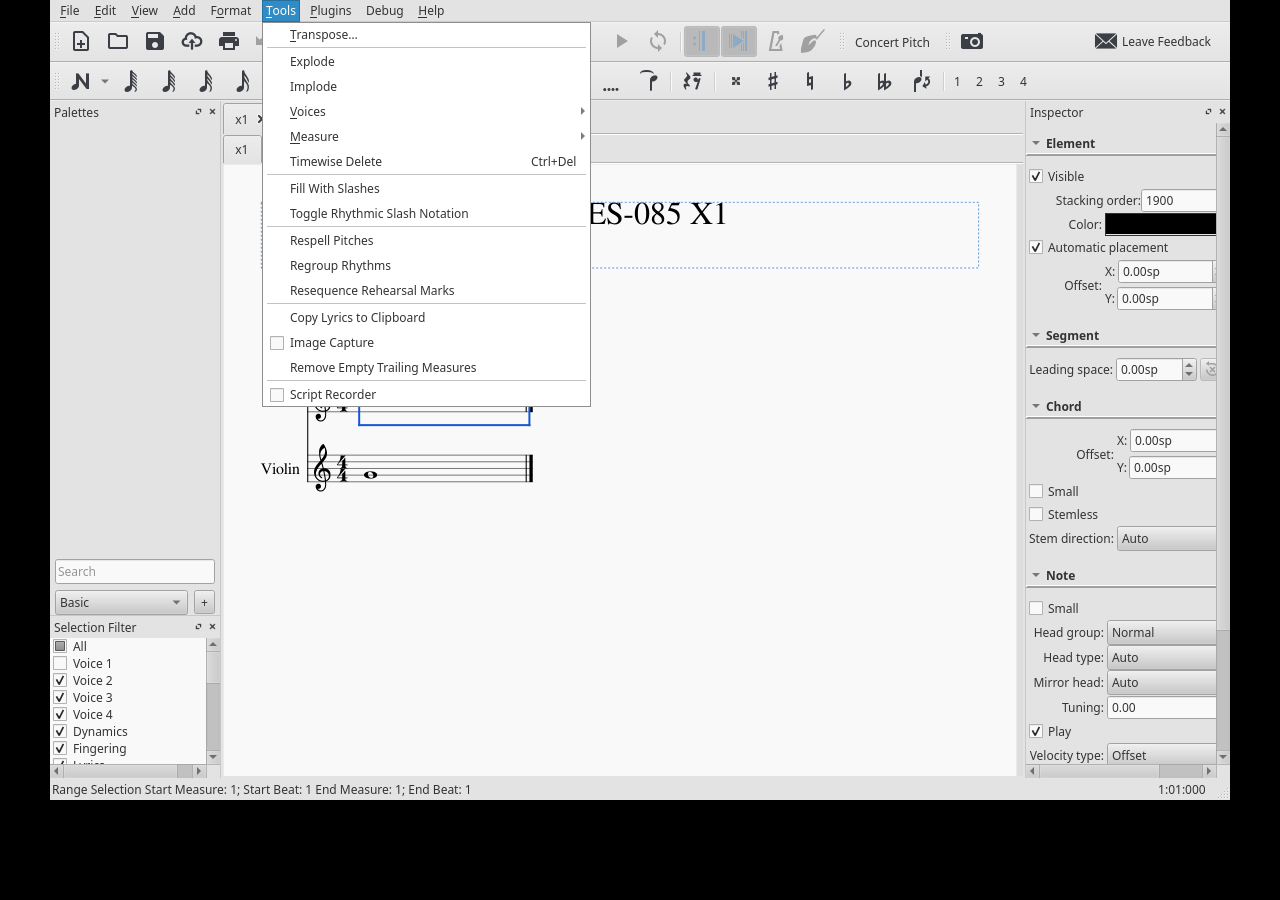 File Edit View Add Format Tools Plugins Debug Help
Concert Pitch
Leave Feedback
1 2 3 4
Transpose...
Explode
Implode
Voices
Measure
Timewise Delete Ctrl+Del
Fill With Slashes
Toggle Rhythmic Slash Notation
Respell Pitches
Regroup Rhythms
Resequence Rehearsal Marks
Copy Lyrics to Clipboard
Image Capture
Remove Empty Trailing Measures
Script Recorder
Palettes
x1
x1
ES-085 X1
Violin
Search
Basic
+
Selection Filter
All
Voice 1
Voice 2
Voice 3
Voice 4
Dynamics
Fingering
Lyrics
Inspector
Element
Visible
Stacking order: 1900
Color:
Automatic placement
X: 0.00sp
Offset:
Y: 0.00sp
Segment
Leading space: 0.00sp
Chord
X: 0.00sp
Offset:
Y: 0.00sp
Small
Stemless
Stem direction: Auto
Note
Small
Head group: Normal
Head type: Auto
Mirror head: Auto
Tuning: 0.00
Play
Velocity type: Offset
Range Selection Start Measure: 1; Start Beat: 1 End Measure: 1; End Beat: 1
1:01:000